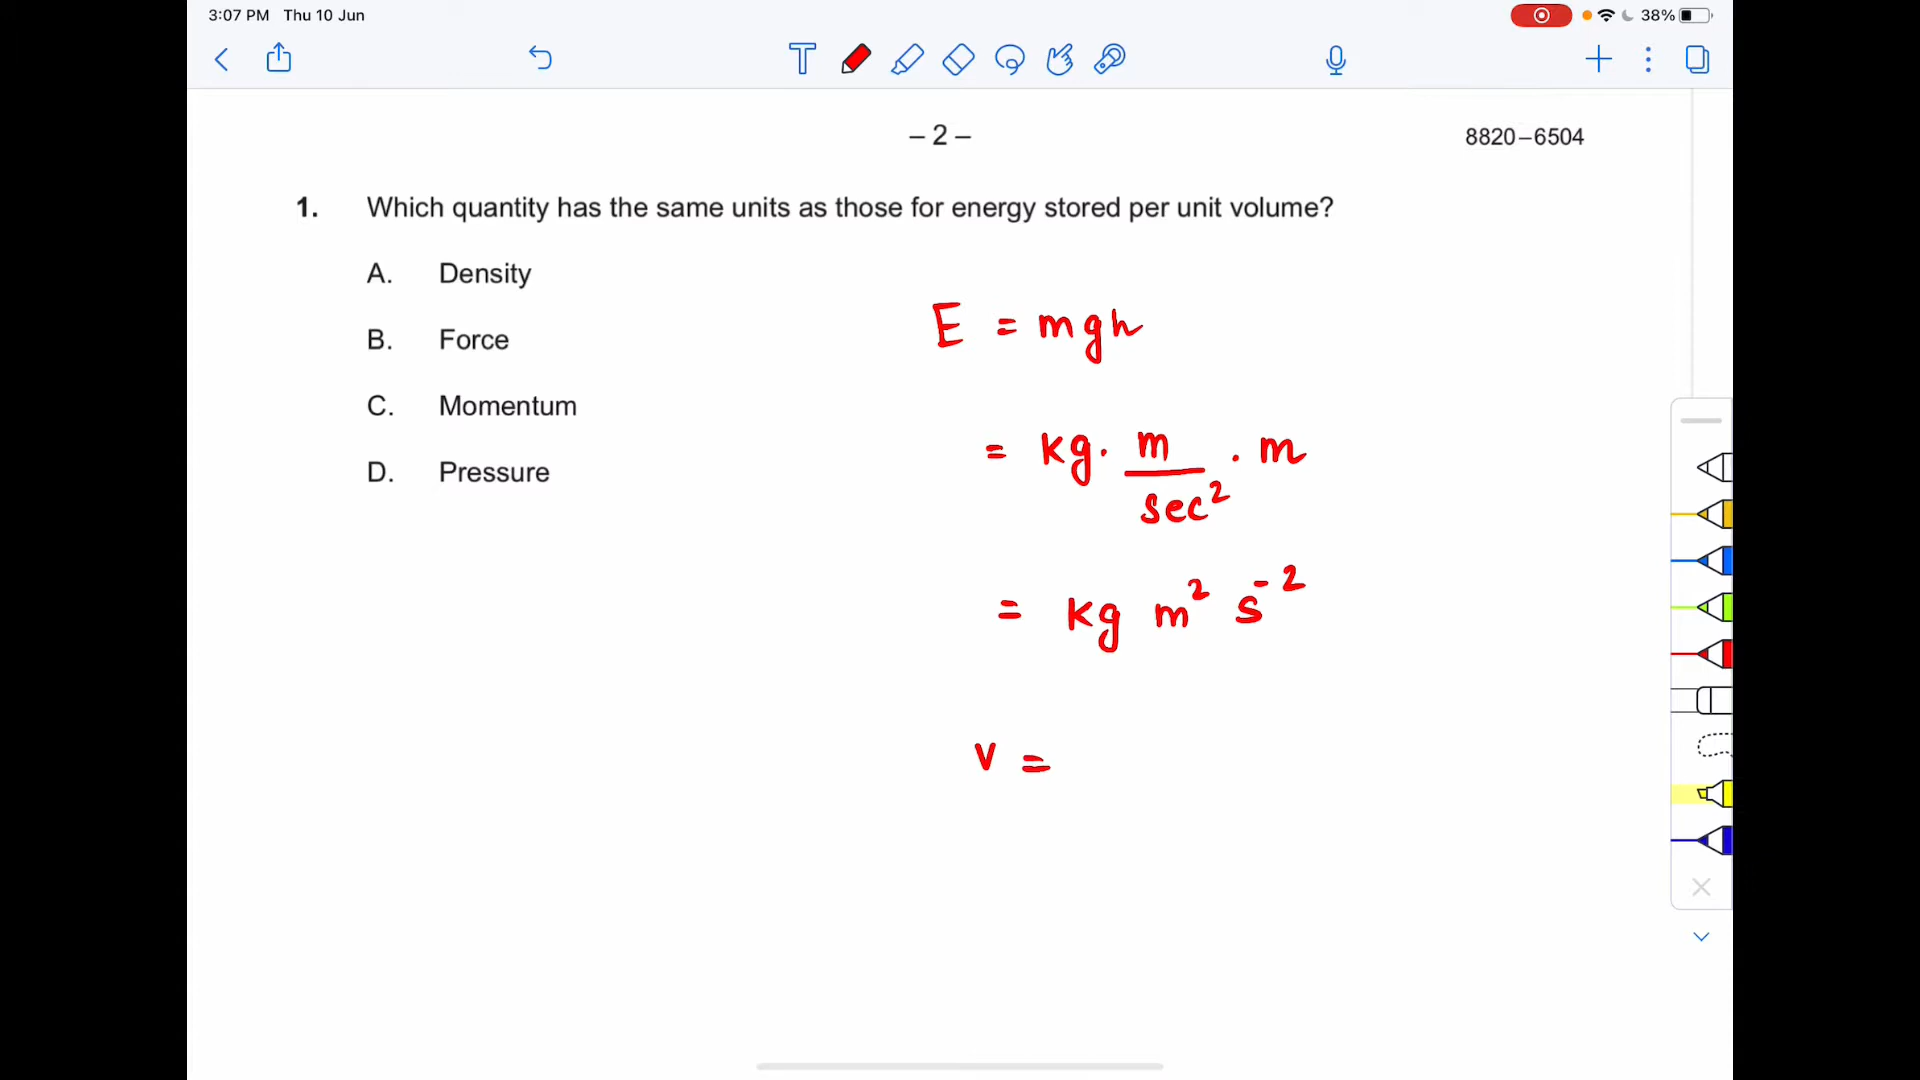 3:07 PM Thu 10 Jun
38%
– 2 –
8820–6504
1. Which quantity has the same units as those for energy stored per unit volume?
A. Density
B. Force
C. Momentum
D. Pressure
E = mgh
= kg · m/sec² · m
= kg m² s⁻²
V =